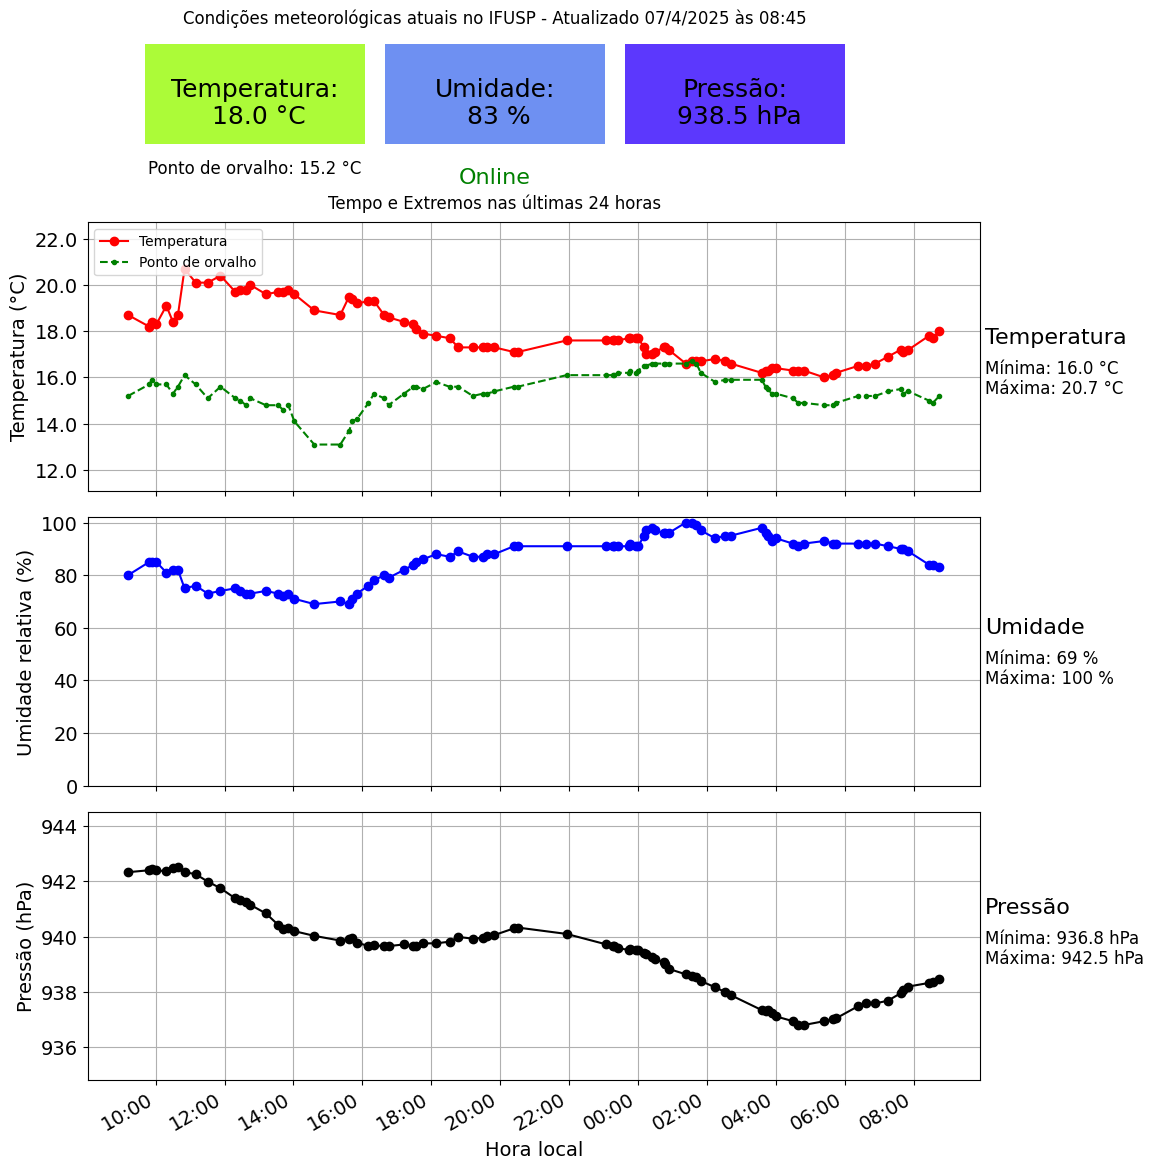 Condições meteorológicas atuais no IFUSP - Atualizado 07/4/2025 às 08:45
Temperatura:
18.0 °C
Umidade:
83 %
Pressão:
938.5 hPa
Ponto de orvalho: 15.2 °C
Online
Tempo e Extremos nas últimas 24 horas
Temperatura (°C)
22.0
20.0
18.0
16.0
14.0
12.0
Temperatura
Ponto de orvalho
Temperatura
Mínima: 16.0 °C
Máxima: 20.7 °C
Umidade relativa (%)
100
80
60
40
20
0
Umidade
Mínima: 69 %
Máxima: 100 %
Pressão (hPa)
944
942
940
938
936
Pressão
Mínima: 936.8 hPa
Máxima: 942.5 hPa
10:00 12:00 14:00 16:00 18:00 20:00 22:00 00:00 02:00 04:00 06:00 08:00
Hora local